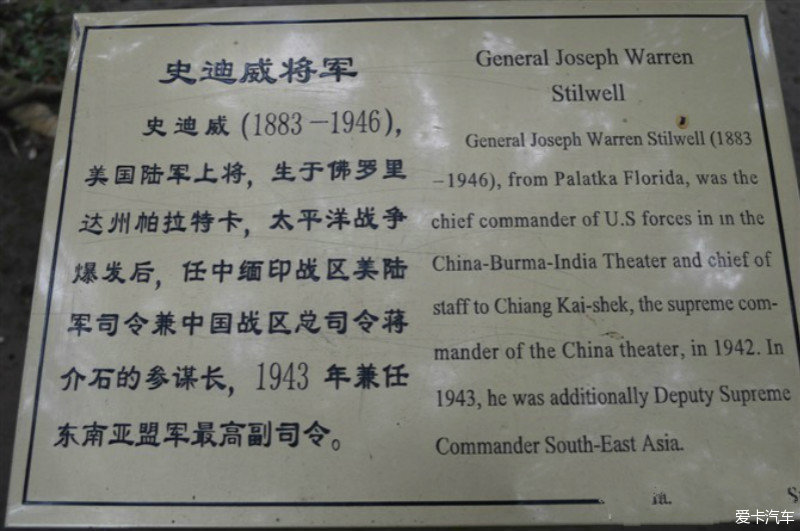 史迪威将军
史迪威（1883－1946），
美国陆军上将，生于佛罗里
达州帕拉特卡，太平洋战争
爆发后，任中缅印战区美陆
军司令兼中国战区总司令蒋
介石的参谋长，1943 年兼任
东南亚盟军最高副司令。
General Joseph Warren
Stilwell
General Joseph Warren Stilwell (1883
－1946), from Palatka Florida, was the
chief commander of U.S forces in in the
China-Burma-India Theater and chief of
staff to Chiang Kai-shek, the supreme com-
mander of the China theater, in 1942. In
1943, he was additionally Deputy Supreme
Commander South-East Asia.
爱卡汽车